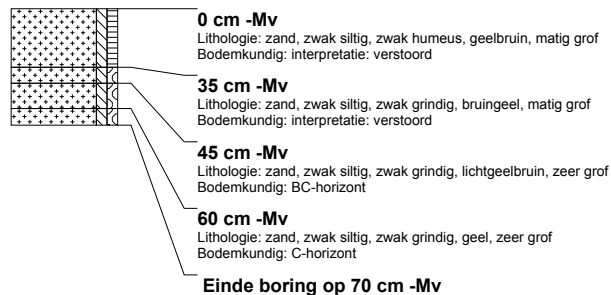 0 cm -Mv
Lithologie: zand, zwak siltig, zwak humeus, geelbruin, matig grof
Bodemkundig: interpretatie: verstoord
35 cm -Mv
Lithologie: zand, zwak siltig, zwak grindig, bruingeel, matig grof
Bodemkundig: interpretatie: verstoord
45 cm -Mv
Lithologie: zand, zwak siltig, zwak grindig, lichtgeelbruin, zeer grof
Bodemkundig: BC-horizont
60 cm -Mv
Lithologie: zand, zwak siltig, zwak grindig, geel, zeer grof
Bodemkundig: C-horizont
Einde boring op 70 cm -Mv